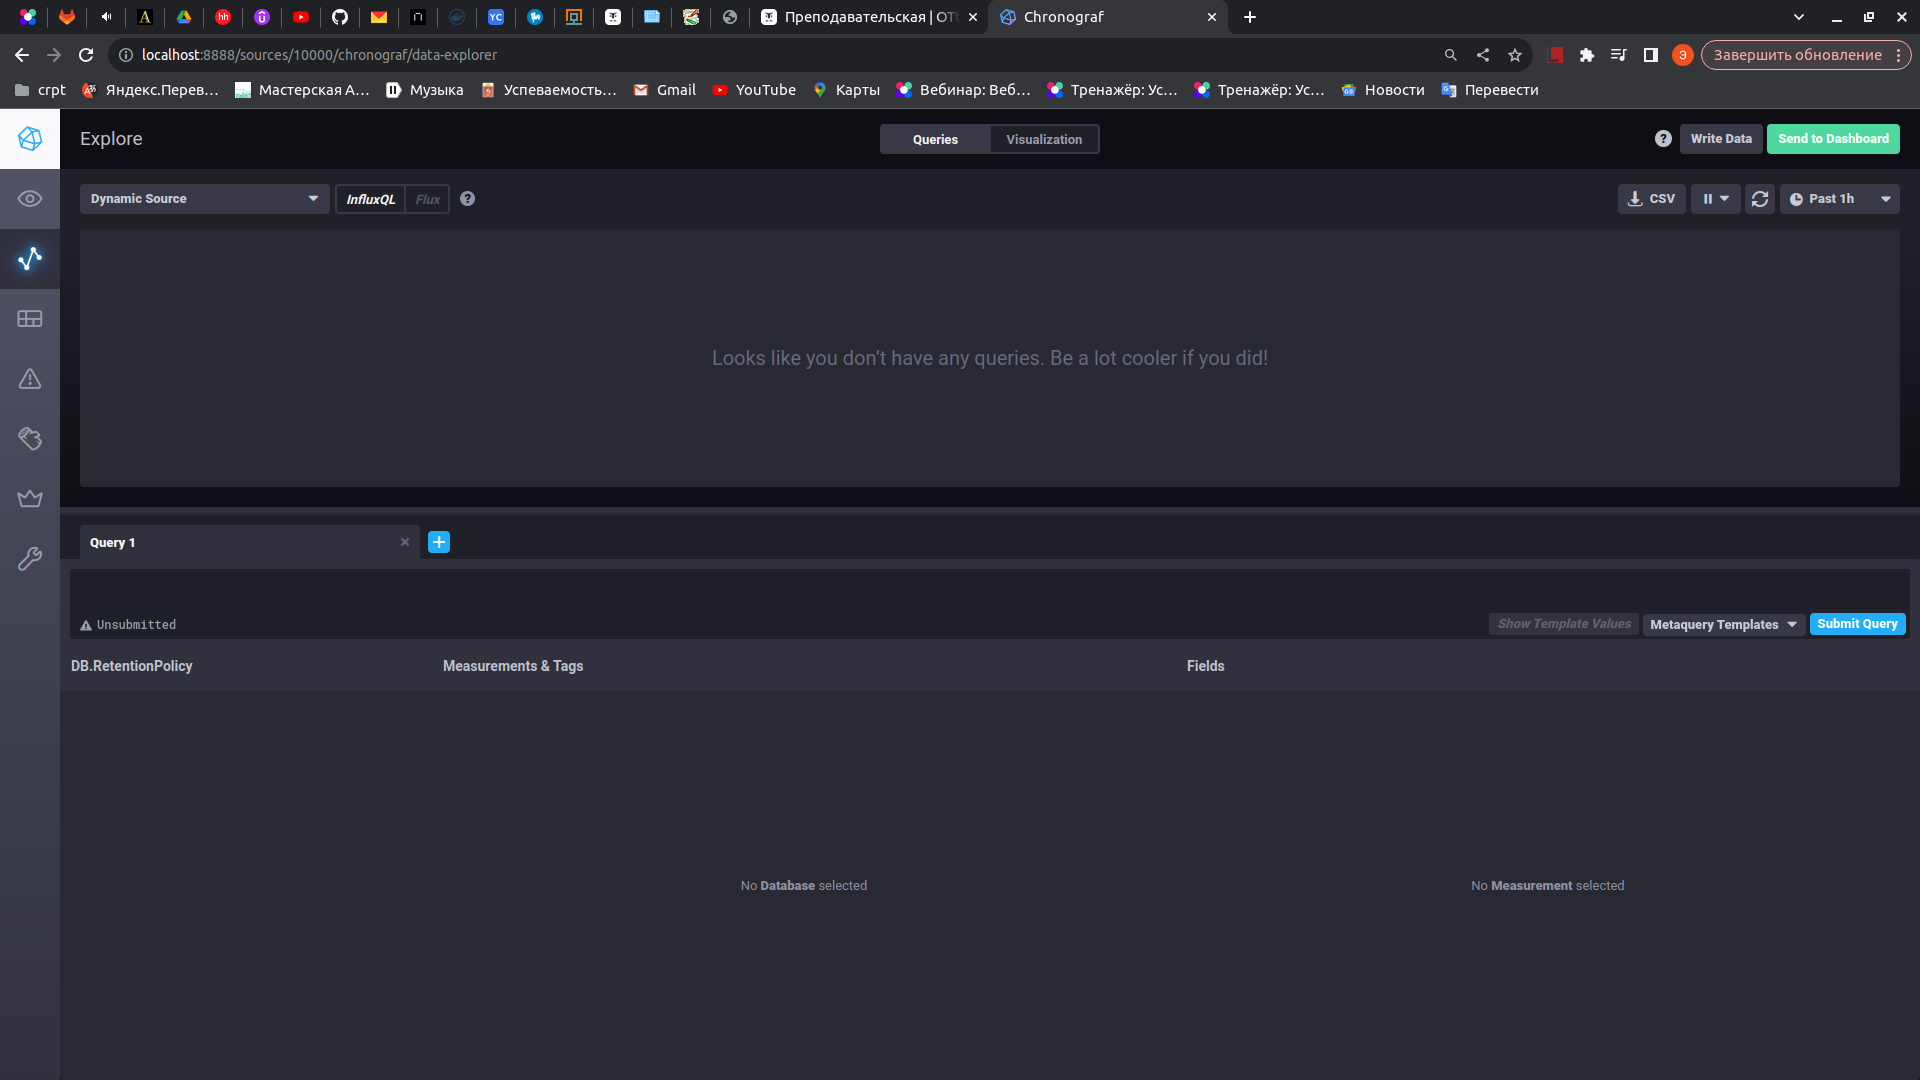 Преподавательская | OTU
Chronograf
localhost:8888/sources/10000/chronograf/data-explorer
Э
Завершить обновление
crpt
Яндекс.Перев…
Мастерская А…
Музыка
Успеваемость…
Gmail
YouTube
Карты
Вебинар: Веб…
Тренажёр: Ус…
Тренажёр: Ус…
Новости
Перевести
Explore
Queries
Visualization
Write Data
Send to Dashboard
Dynamic Source
InfluxQL
Flux
CSV
Past 1h
Looks like you don’t have any queries. Be a lot cooler if you did!
Query 1
Unsubmitted
Show Template Values
Metaquery Templates
Submit Query
DB.RetentionPolicy
Measurements & Tags
Fields
No Database selected
No Measurement selected